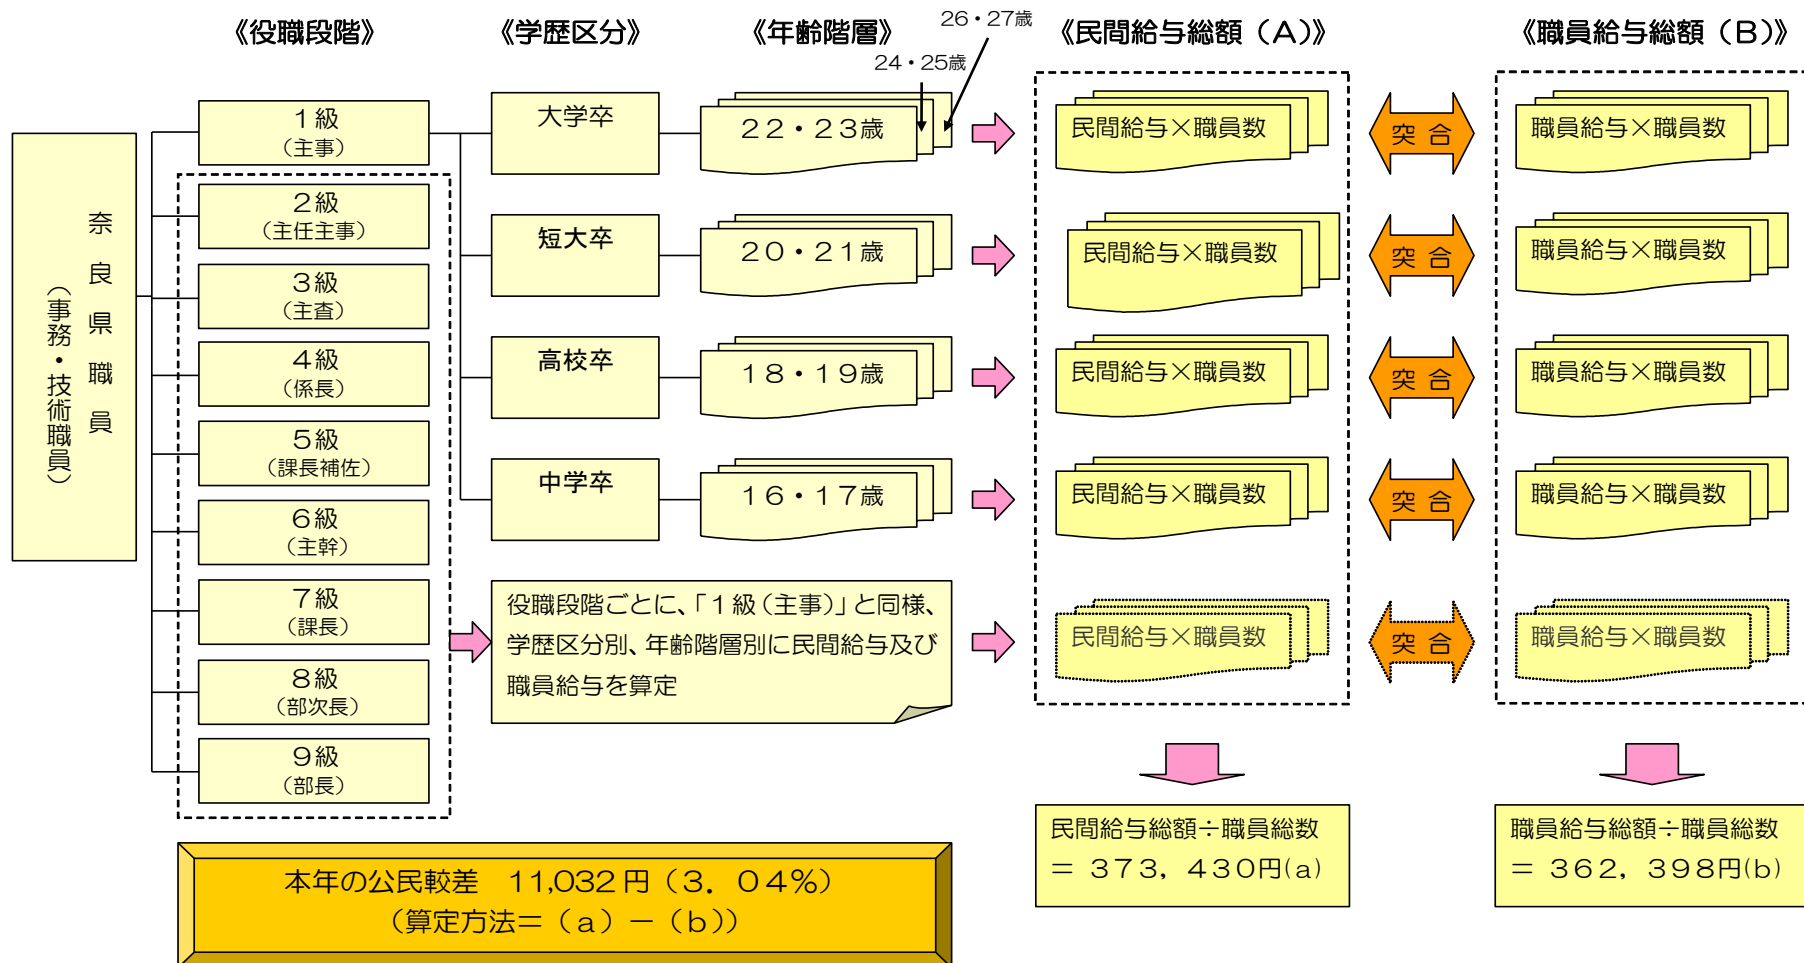 《役職段階》
《学歴区分》
《年齢階層》
26・27歳
24・25歳
《民間給与総額（A）》
《職員給与総額（B）》
奈良県職員
（事務・技術職員）
1級
（主事）
2級
（主任主事）
3級
（主査）
4級
（係長）
5級
（課長補佐）
6級
（主幹）
7級
（課長）
8級
（部次長）
9級
（部長）
大学卒
22・23歳
民間給与×職員数
突合
職員給与×職員数
短大卒
20・21歳
民間給与×職員数
突合
職員給与×職員数
高校卒
18・19歳
民間給与×職員数
突合
職員給与×職員数
中学卒
16・17歳
民間給与×職員数
突合
職員給与×職員数
役職段階ごとに、「1級（主事）」と同様、
学歴区分別、年齢階層別に民間給与及び
職員給与を算定
民間給与×職員数
突合
職員給与×職員数
民間給与総額÷職員総数
＝ 373，430円(a)
職員給与総額÷職員総数
＝ 362，398円(b)
本年の公民較差　11,032円（3．04％）
（算定方法＝（a）－（b））